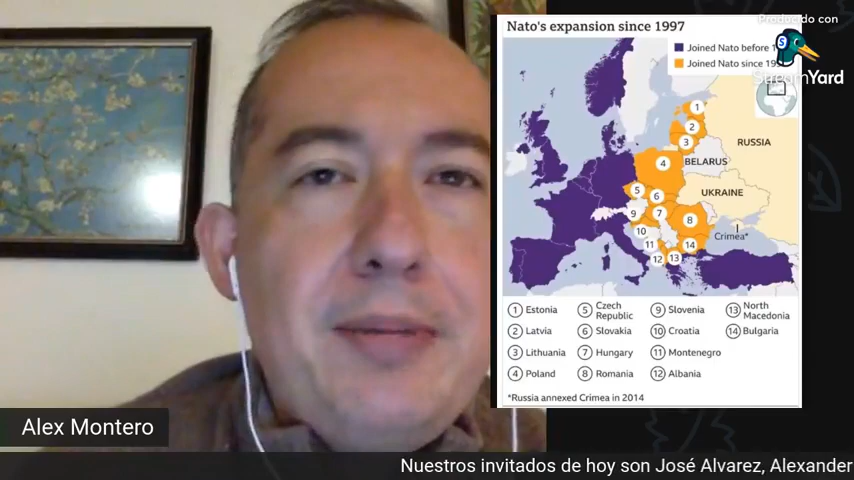 Nato's expansion since 1997
Producido con
StreamYard
Joined Nato before 1
Joined Nato since 19
1
2
3
4
5
6
7
8
9
10
11
12
13
14
RUSSIA
BELARUS
UKRAINE
Crimea*
1 Estonia
2 Latvia
3 Lithuania
4 Poland
5 Czech
Republic
6 Slovakia
7 Hungary
8 Romania
9 Slovenia
10 Croatia
11 Montenegro
12 Albania
13 North
Macedonia
14 Bulgaria
*Russia annexed Crimea in 2014
Alex Montero
Nuestros invitados de hoy son José Alvarez, Alexander